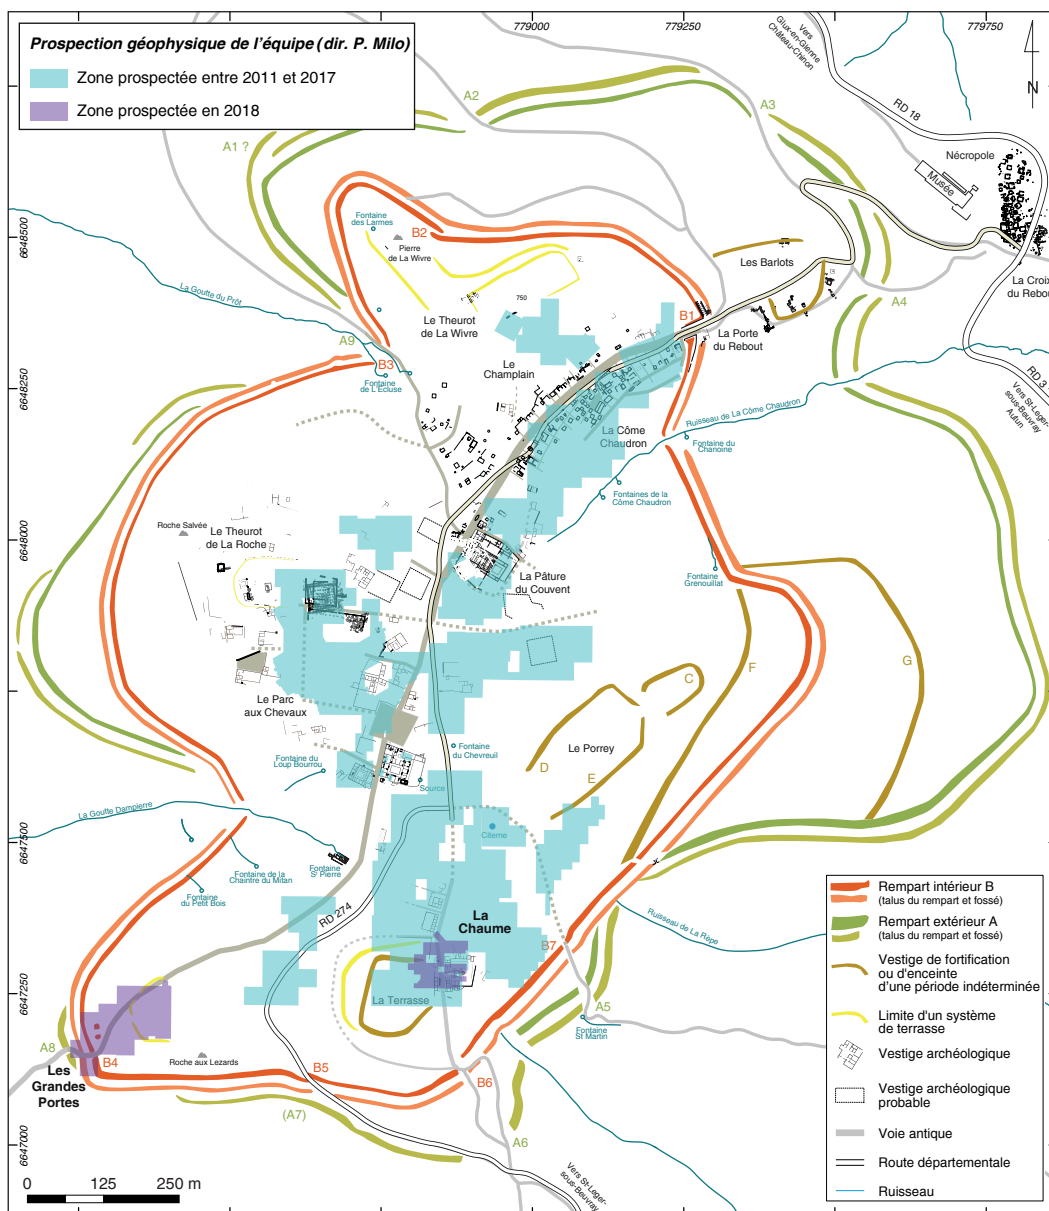 779000
779250
779750
Prospection géophysique de l'équipe (dir. P. Milo)
Zone prospectée entre 2011 et 2017
Zone prospectée en 2018
Vers
Glux-en-Glenne
Château-Chinon
N
RD 18
Nécropole
Musée
La Croix
du Rebout
RD 3
Vers St-Leger-
sous-Beuvray
Autun
A1 ?
A2
A3
A4
6648500
Fontaine
des Larmes
B2
Pierre
de La Wivre
Les Barlots
La Goutte du Prôt
750
Le Theurot
de La Wivre
B1
La Porte
du Rebout
A9
B3
Fontaine
de L'Ecluse
Le
Champlain
6648250
La Côme
Chaudron
Ruisseau de La Côme Chaudron
Fontaine du
Chanoine
Fontaines de la
Côme Chaudron
6648000
Roche Salvée
Le Theurot
de La Roche
La Pâture
du Couvent
Fontaine
Grenouillat
F
G
C
Le Parc
aux Chevaux
Le Porrey
D
E
Fontaine
du Chevreuil
Fontaine du
Loup Bourrou
Source
La Goutte Dampierre
6647500
Citerne
Fontaine
St Pierre
Fontaine de la
Chaintre du Mitan
Fontaine
du Petit Bois
RD 274
La
Chaume
B7
Ruisseau de La Rêpe
6647250
La Terrasse
A5
Fontaine
St Martin
A8
B4
Les
Grandes
Portes
Roche aux Lezards
B5
B6
(A7)
A6
6647000
Vers St-Leger-
sous-Beuvray
0 125 250 m
Rempart intérieur B
(talus du rempart et fossé)
Rempart extérieur A
(talus du rempart et fossé)
Vestige de fortification
ou d'enceinte
d'une période indéterminée
Limite d'un système
de terrasse
Vestige archéologique
Vestige archéologique
probable
Voie antique
Route départementale
Ruisseau